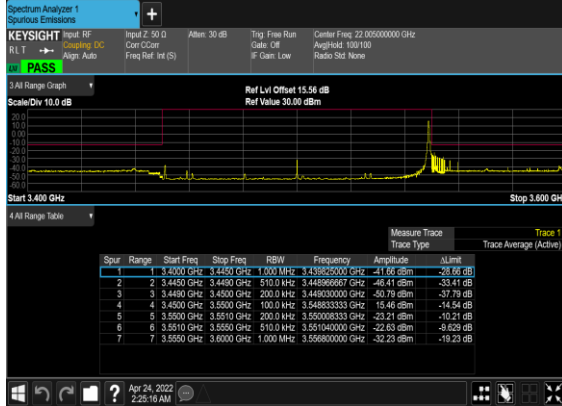 Spectrum Analyzer 1
Spurious Emissions
KEYSIGHT Input: RF Input Z: 50 Ω Atten: 30 dB Trig: Free Run Center Freq: 22.005000000 GHz
RLT Coupling: DC Corr CCorr Gate: Off Avg|Hold: 100/100
Align: Auto Freq Ref: Int (S) IF Gain: Low Radio Std: None
PASS
3 All Range Graph
Ref Lvl Offset 15.56 dB
Scale/Div 10.0 dB Ref Value 30.00 dBm
20.0
10.0
0.00
-10.0
-20.0
-30.0
-40.0
-50.0
-60.0
Start 3.400 GHz Stop 3.600 GH
4 All Range Table
Measure Trace Trace 1
Trace Type Trace Average (Active)
Spur Range Start Freq Stop Freq RBW Frequency Amplitude ΔLimit
1 1 3.4000 GHz 3.4450 GHz 1.000 MHz 3.439825000 GHz -41.66 dBm -28.66 dB
2 2 3.4450 GHz 3.4490 GHz 510.0 kHz 3.448966667 GHz -46.41 dBm -33.41 dB
3 3 3.4490 GHz 3.4500 GHz 200.0 kHz 3.449030000 GHz -50.79 dBm -37.79 dB
4 4 3.4500 GHz 3.5500 GHz 100.0 kHz 3.548833333 GHz 15.46 dBm -14.54 dB
5 5 3.5500 GHz 3.5510 GHz 200.0 kHz 3.550008333 GHz -23.21 dBm -10.21 dB
6 6 3.5510 GHz 3.5550 GHz 510.0 kHz 3.551040000 GHz -22.63 dBm -9.629 dB
7 7 3.5550 GHz 3.6000 GHz 1.000 MHz 3.556800000 GHz -32.23 dBm -19.23 dB
? Apr 24, 2022
2:25:16 AM